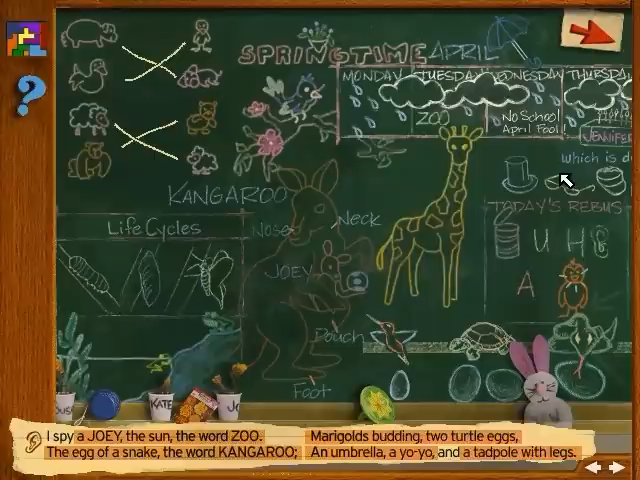 SPRINGTIME APRIL
MONDAY TUESDAY WEDNESDAY THURSDA
ZOO
No School
April Fool!
JENNIFE
which is d
KANGAROO
TODAY'S REBUS
Life Cycles
Nose
Neck
U H
JOEY
A
Pouch
Foot
KATE
I spy a JOEY, the sun, the word ZOO.
The egg of a snake, the word KANGAROO;
Marigolds budding, two turtle eggs,
An umbrella, a yo-yo, and a tadpole with legs.